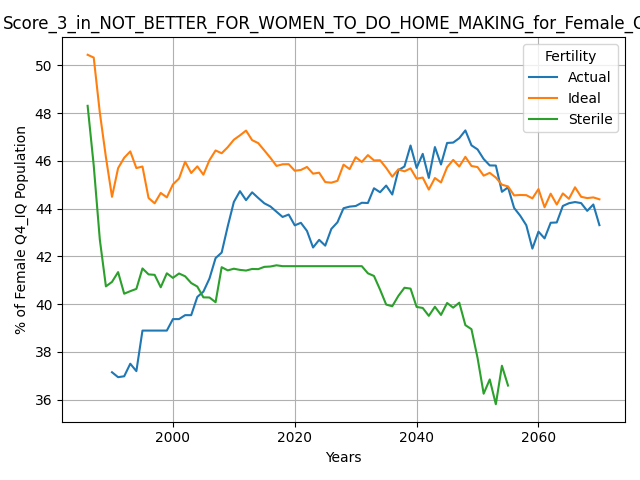 Score_3_in_NOT_BETTER_FOR_WOMEN_TO_DO_HOME_MAKING_for_Female_
Fertility
Actual
Ideal
Sterile
% of Female Q4_IQ Population
50
48
46
44
42
40
38
36
2000
2020
2040
2060
Years